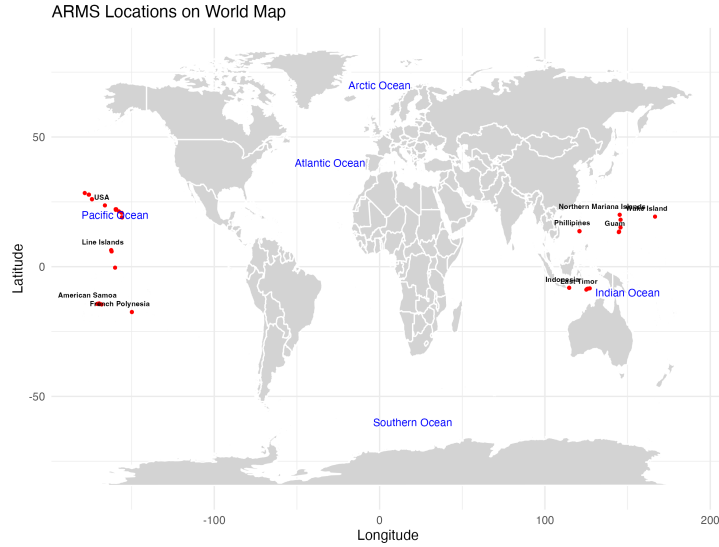 ARMS Locations on World Map
Arctic Ocean
50
Atlantic Ocean
USA
Northern Mariana Islands
Wake Island
Pacific Ocean
Phillipines
Guam
Line Islands
0
Indonesia
East Timor
Indian Ocean
American Samoa
French Polynesia
-50
Southern Ocean
-100
0
100
200
Longitude
Latitude